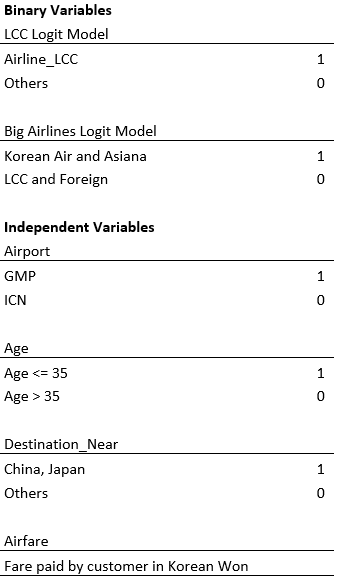 Binary Variables
LCC Logit Model
Airline_LCC 1
Others 0
Big Airlines Logit Model
Korean Air and Asiana 1
LCC and Foreign 0
Independent Variables
Airport
GMP 1
ICN 0
Age
Age <= 35 1
Age > 35 0
Destination_Near
China, Japan 1
Others 0
Airfare
Fare paid by customer in Korean Won